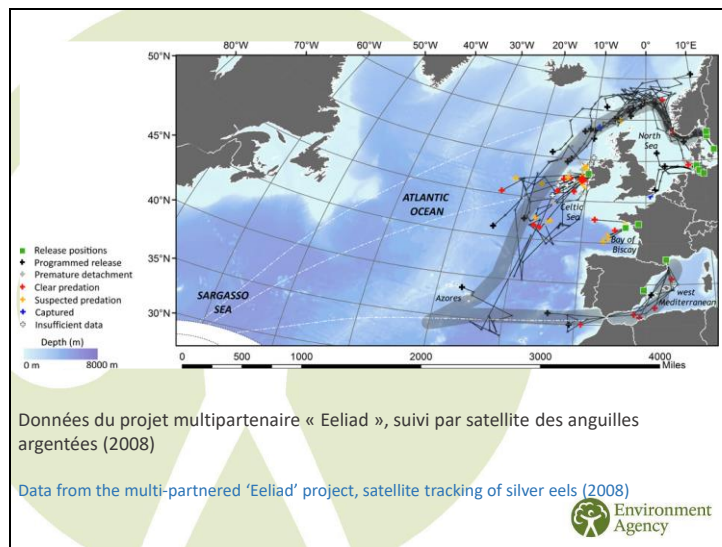 80°W 70°W 60°W 50°W 40°W 30°W 20°W 10°W 0° 10°E
50°N
45°N
40°N
35°N
30°N
North
Sea
ATLANTIC
OCEAN
Celtic
Sea
Bay of
Biscay
Azores
west
Mediterranean
SARGASSO
SEA
Release positions
Programmed release
Premature detachment
Clear predation
Suspected predation
Captured
Insufficient data
Depth (m)
0 m 8000 m
0 500 1000 2000 3000 4000
Miles
Données du projet multipartenaire « Eeliad », suivi par satellite des anguilles
argentées (2008)
Data from the multi-partnered ‘Eeliad’ project, satellite tracking of silver eels (2008)
Environment
Agency